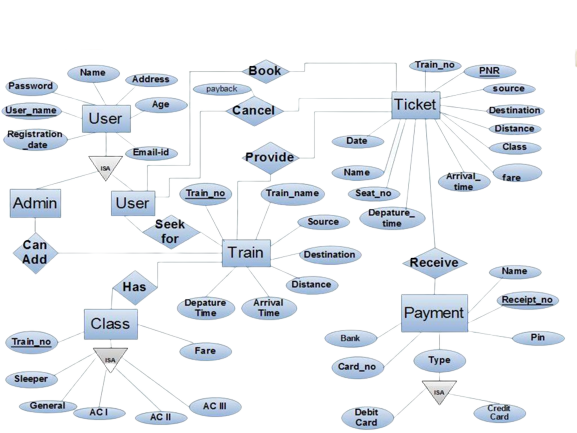 Book
Train_no
PNR
Name
Address
Password
payback
source
User_name
User
Age
Cancel
Ticket
Destination
Registration
_date
Distance
Date
Class
Email-id
Provide
ISA
Name
Arrival_
time
fare
Seat_no
Train_no
Train_name
Admin
User
Depature_
time
Seek
for
Source
Can
Add
Train
Destination
Receive
Has
Distance
Name
Depature
Time
Arrival
Time
Receipt_no
Class
Payment
Train_no
Fare
Bank
Pin
ISA
Type
Card_no
Sleeper
ISA
General
AC I
AC II
AC III
Debit
Card
Credit
Card